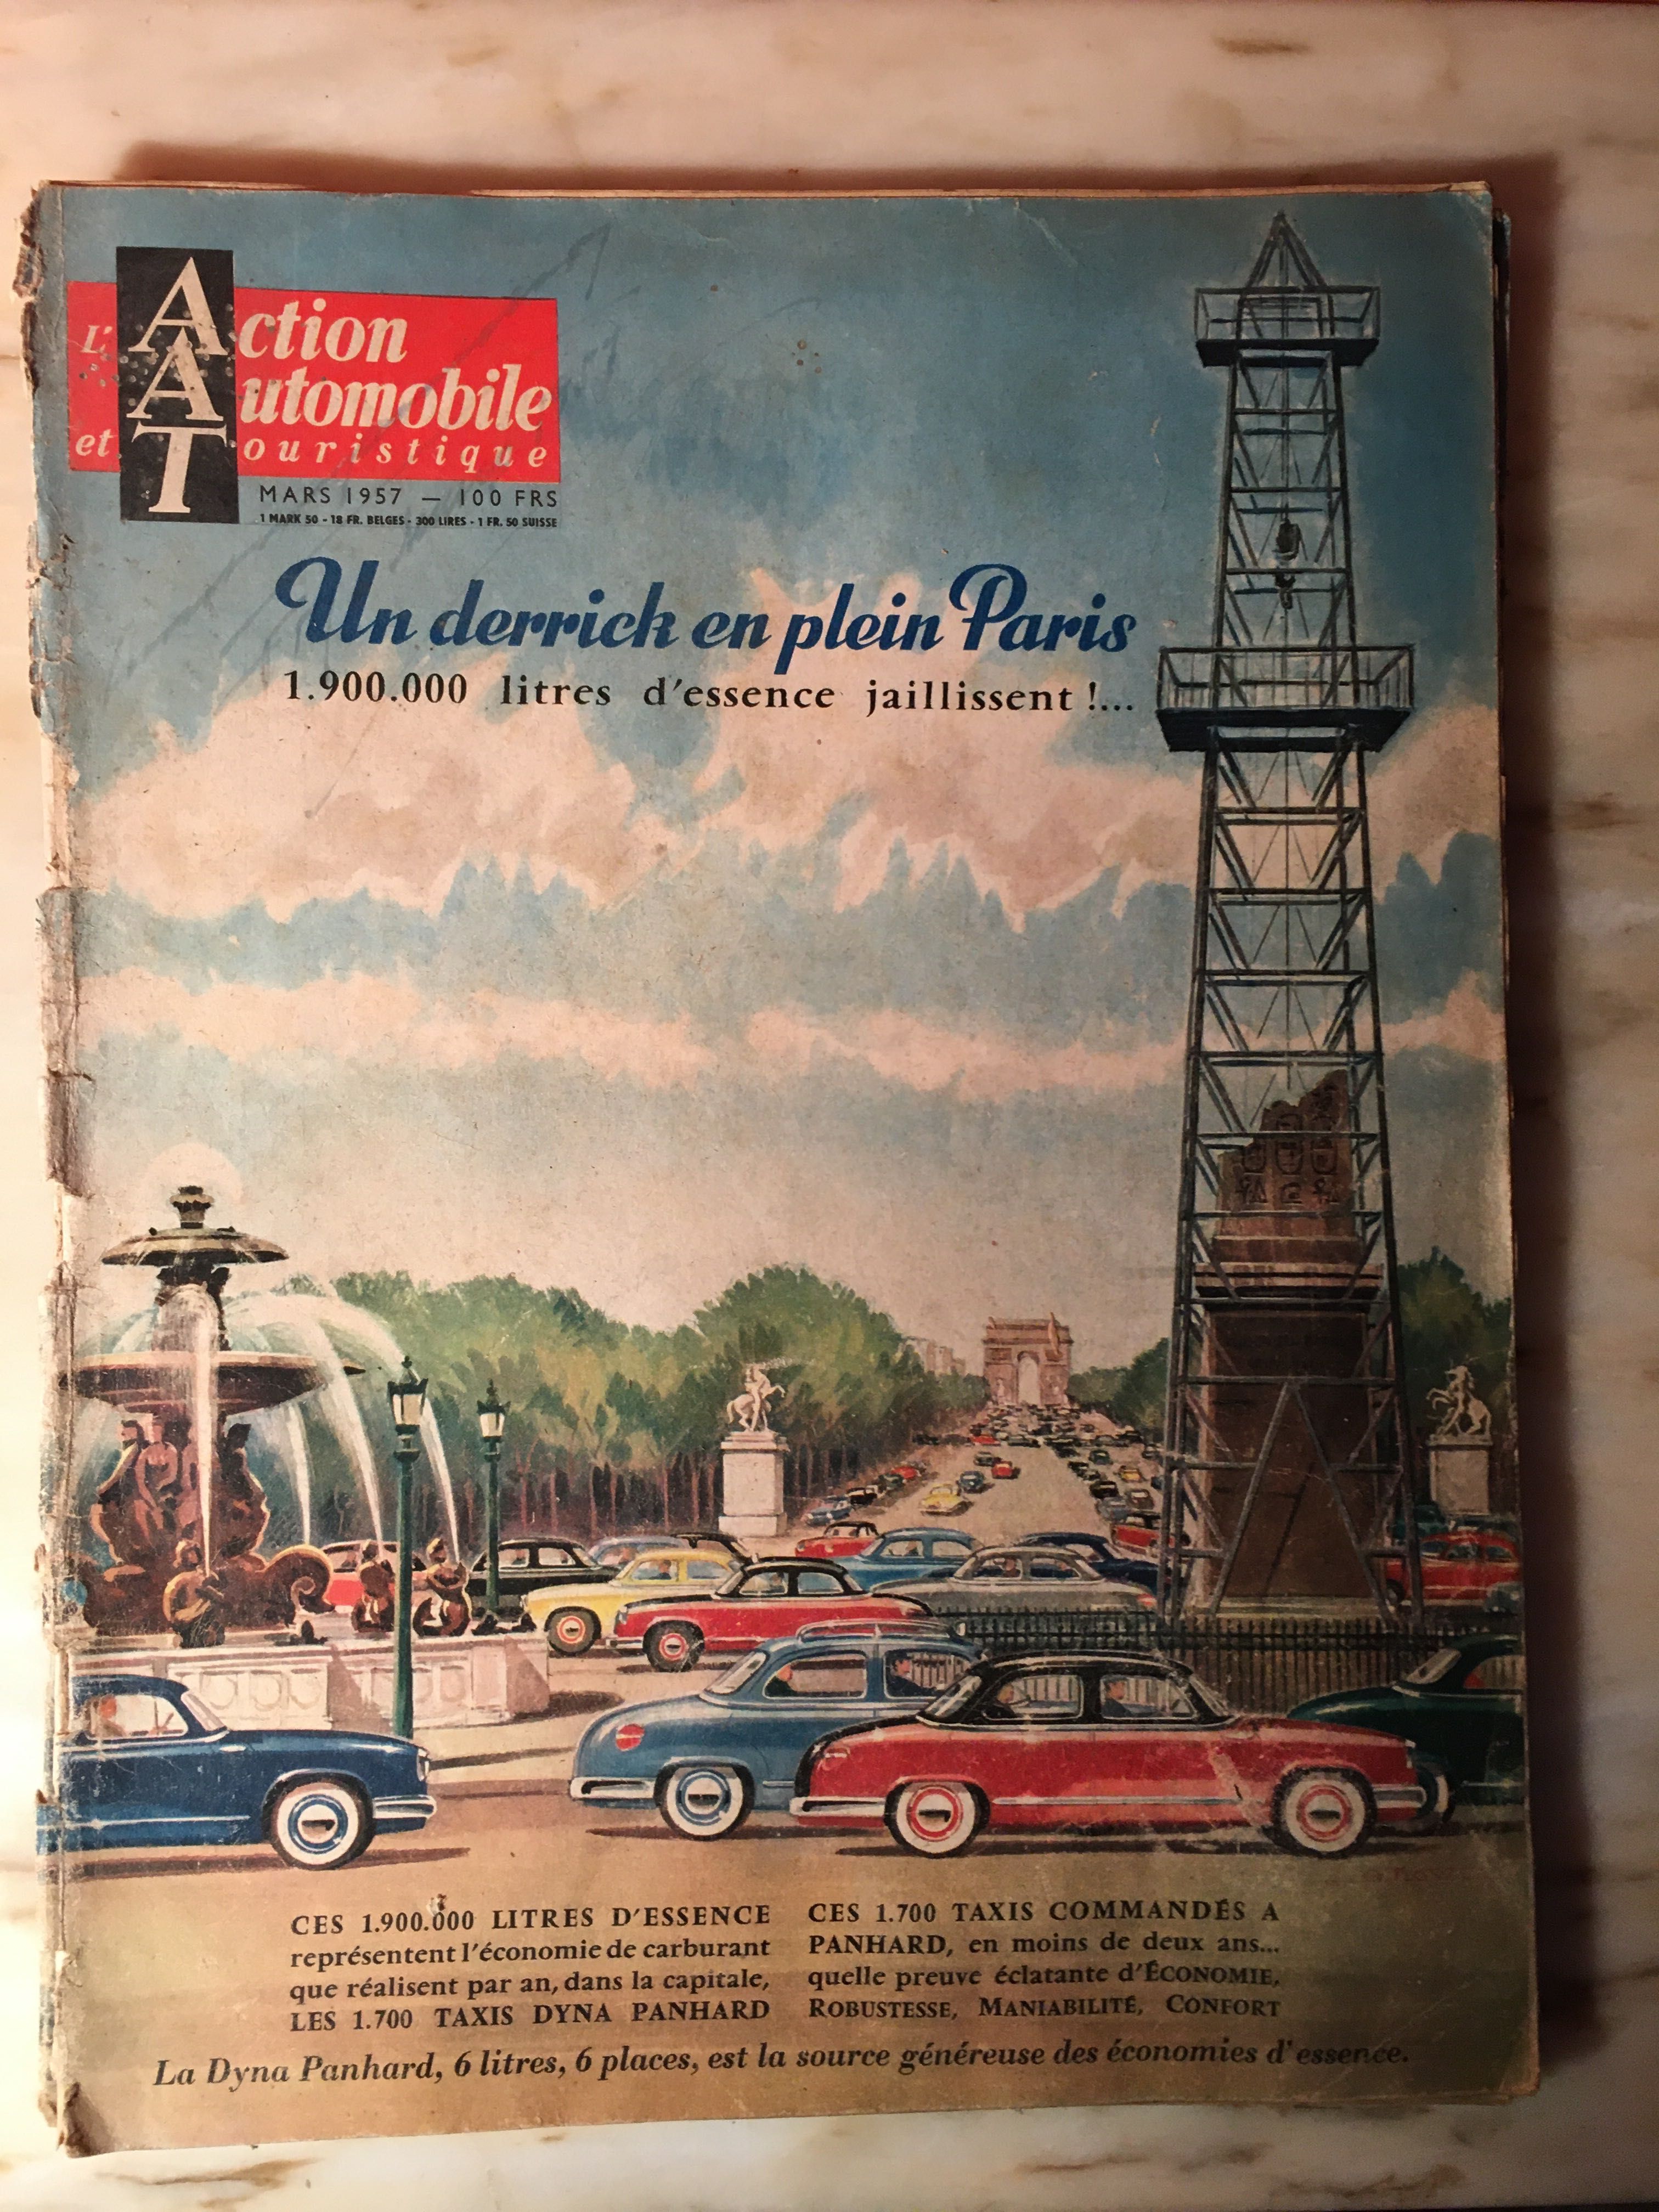 L'Action
Automobile
et Touristique
MARS 1957 — 100 FRS
1 MARK 50 - 18 FR. BELGES - 300 LIRES - 1 FR. 50 SUISSE
Un derrick en plein Paris
1.900.000 litres d'essence jaillissent !...
CES 1.900.000 LITRES D'ESSENCE
représentent l'économie de carburant
que réalisent par an, dans la capitale,
LES 1.700 TAXIS DYNA PANHARD
CES 1.700 TAXIS COMMANDÉS A
PANHARD, en moins de deux ans...
quelle preuve éclatante d'ÉCONOMIE,
ROBUSTESSE, MANIABILITÉ, CONFORT
La Dyna Panhard, 6 litres, 6 places, est la source généreuse des économies d'essence.